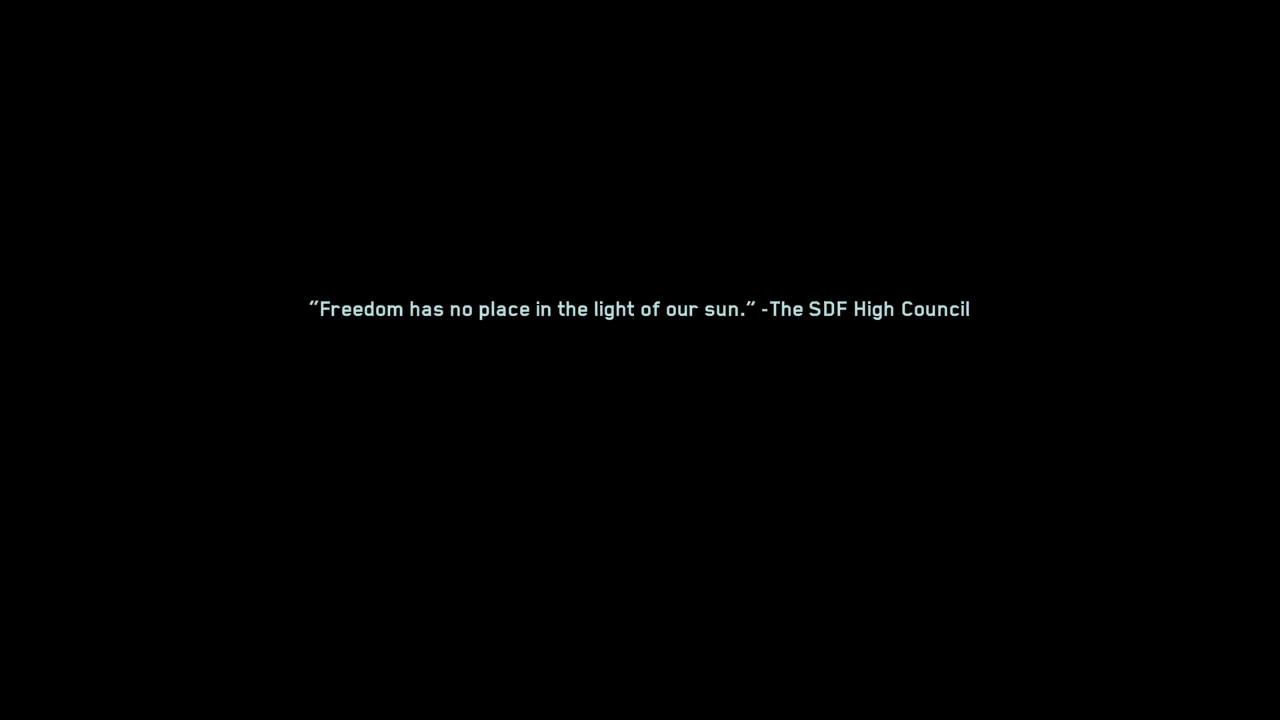 “Freedom has no place in the light of our sun.” -The SDF High Council